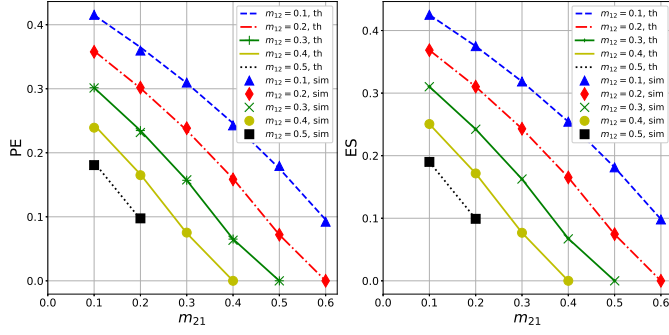 0.4
0.3
0.2
0.1
0.0
PE
0.0 0.1 0.2 0.3 0.4 0.5 0.6
m21
m12 = 0.1, th
m12 = 0.2, th
m12 = 0.3, th
m12 = 0.4, th
m12 = 0.5, th
m12 = 0.1, sim
m12 = 0.2, sim
m12 = 0.3, sim
m12 = 0.4, sim
m12 = 0.5, sim
0.4
0.3
0.2
0.1
0.0
ES
0.0 0.1 0.2 0.3 0.4 0.5 0.6
m21
m12 = 0.1, th
m12 = 0.2, th
m12 = 0.3, th
m12 = 0.4, th
m12 = 0.5, th
m12 = 0.1, sim
m12 = 0.2, sim
m12 = 0.3, sim
m12 = 0.4, sim
m12 = 0.5, sim